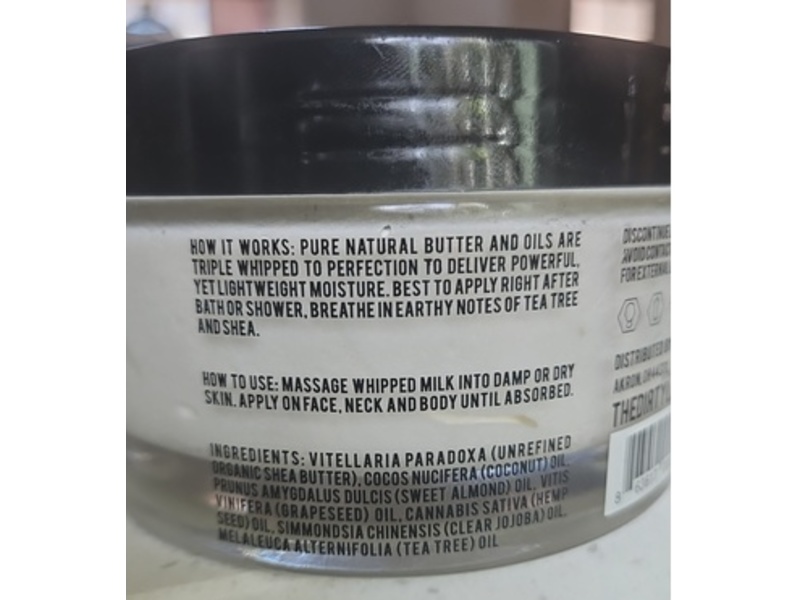 HOW IT WORKS: PURE NATURAL BUTTER AND OILS ARE
TRIPLE WHIPPED TO PERFECTION TO DELIVER POWERFUL,
YET LIGHTWEIGHT MOISTURE. BEST TO APPLY RIGHT AFTER
BATH OR SHOWER, BREATHE IN EARTHY NOTES OF TEA TREE
AND SHEA.
HOW TO USE: MASSAGE WHIPPED MILK INTO DAMP OR DRY
SKIN. APPLY ON FACE, NECK AND BODY UNTIL ABSORBED.
INGREDIENTS: VITELLARIA PARADOXA (UNREFINED
ORGANIC SHEA BUTTER), COCOS NUCIFERA (COCONUT) OIL,
PRUNUS AMYGDALUS DULCIS (SWEET ALMOND) OIL, VITIS
VINIFERA (GRAPESEED) OIL, CANNABIS SATIVA (HEMP
SEED) OIL, SIMMONDSIA CHINENSIS (CLEAR JOJOBA) OIL,
MELALEUCA ALTERNIFOLIA (TEA TREE) OIL
DISCONTINUE
AVOID CONTACT
FOR EXTERNAL
DISTRIBUTED
AKRON, OH
THEDIRTY